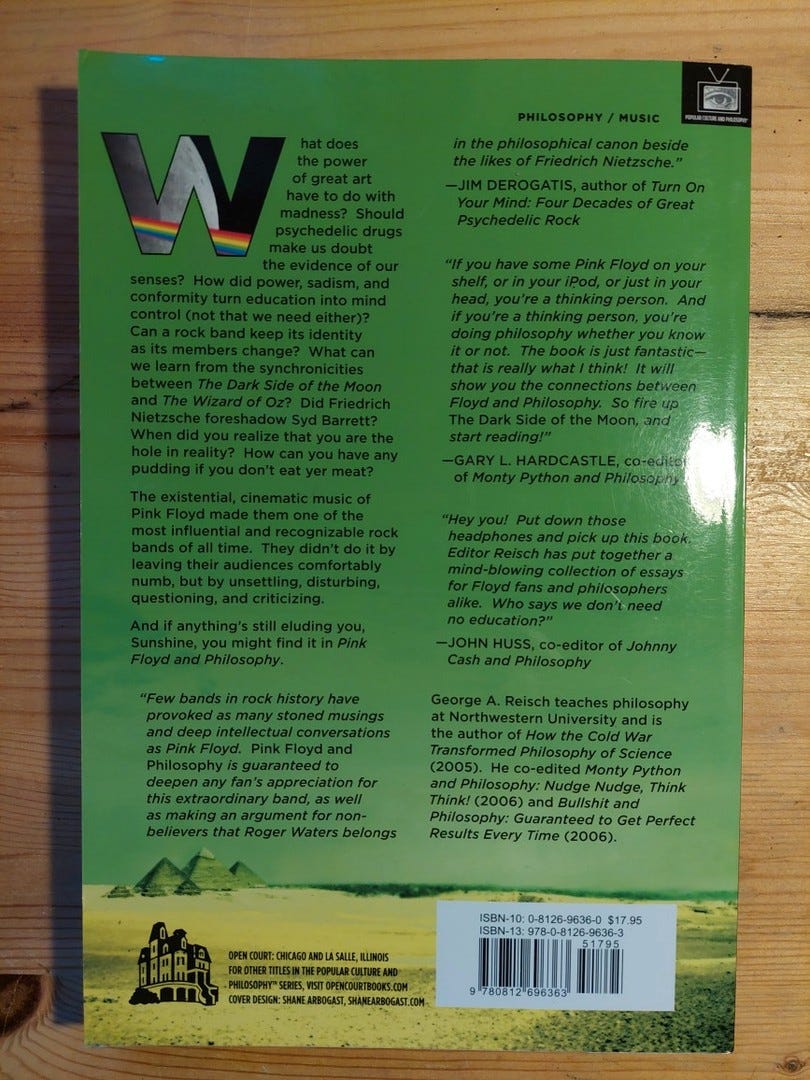 PHILOSOPHY / MUSIC
POPULAR CULTURE AND PHILOSOPHY
What does
the power
of great art
have to do with
madness? Should
psychedelic drugs
make us doubt
the evidence of our
senses? How did power, sadism, and
conformity turn education into mind
control (not that we need either)?
Can a rock band keep its identity
as its members change? What can
we learn from the synchronicities
between The Dark Side of the Moon
and The Wizard of Oz? Did Friedrich
Nietzsche foreshadow Syd Barrett?
When did you realize that you are the
hole in reality? How can you have any
pudding if you don't eat yer meat?
The existential, cinematic music of
Pink Floyd made them one of the
most influential and recognizable rock
bands of all time. They didn't do it by
leaving their audiences comfortably
numb, but by unsettling, disturbing,
questioning, and criticizing.
And if anything's still eluding you,
Sunshine, you might find it in Pink
Floyd and Philosophy.
"Few bands in rock history have
provoked as many stoned musings
and deep intellectual conversations
as Pink Floyd. Pink Floyd and
Philosophy is guaranteed to
deepen any fan's appreciation for
this extraordinary band, as well
as making an argument for non-
believers that Roger Waters belongs
in the philosophical canon beside
the likes of Friedrich Nietzsche."
—JIM DEROGATIS, author of Turn On
Your Mind: Four Decades of Great
Psychedelic Rock
"If you have some Pink Floyd on your
shelf, or in your iPod, or just in your
head, you're a thinking person. And
if you're a thinking person, you're
doing philosophy whether you know
it or not. The book is just fantastic—
that is really what I think! It will
show you the connections between
Floyd and Philosophy. So fire up
The Dark Side of the Moon, and
start reading!"
—GARY L. HARDCASTLE, co-editor
of Monty Python and Philosophy
"Hey you! Put down those
headphones and pick up this book.
Editor Reisch has put together a
mind-blowing collection of essays
for Floyd fans and philosophers
alike. Who says we don't need
no education?"
—JOHN HUSS, co-editor of Johnny
Cash and Philosophy
George A. Reisch teaches philosophy
at Northwestern University and is
the author of How the Cold War
Transformed Philosophy of Science
(2005). He co-edited Monty Python
and Philosophy: Nudge Nudge, Think
Think! (2006) and Bullshit and
Philosophy: Guaranteed to Get Perfect
Results Every Time (2006).
OPEN COURT: CHICAGO AND LA SALLE, ILLINOIS
FOR OTHER TITLES IN THE POPULAR CULTURE AND
PHILOSOPHY™ SERIES, VISIT OPENCOURTBOOKS.COM
COVER DESIGN: SHANE ARBOGAST, SHANEARBOGAST.COM
ISBN-10: 0-8126-9636-0 $17.95
ISBN-13: 978-0-8126-9636-3
51795
9 780812 696363